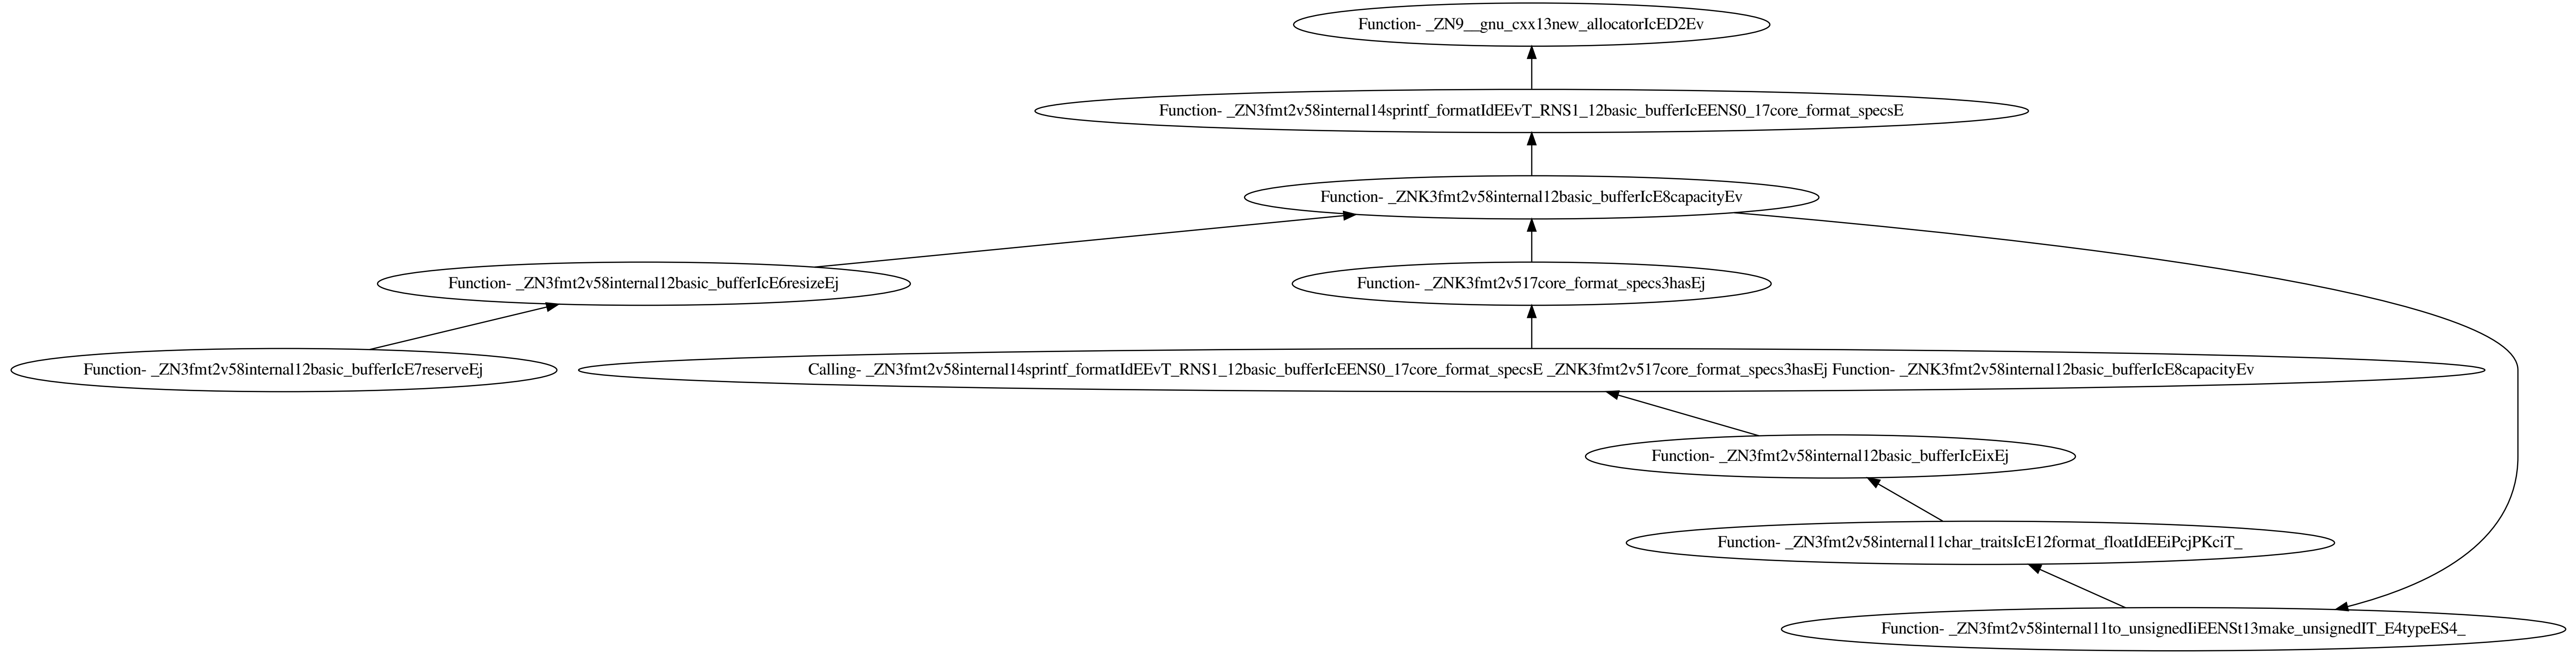 Function- _ZN9__gnu_cxx13new_allocatorIcED2Ev
Function- _ZN3fmt2v58internal14sprintf_formatIdEEvT_RNS1_12basic_bufferIcEENS0_17core_format_specsE
Function- _ZNK3fmt2v58internal12basic_bufferIcE8capacityEv
Function- _ZN3fmt2v58internal12basic_bufferIcE6resizeEj
Function- _ZNK3fmt2v517core_format_specs3hasEj
Function- _ZN3fmt2v58internal12basic_bufferIcE7reserveEj
Calling- _ZN3fmt2v58internal14sprintf_formatIdEEvT_RNS1_12basic_bufferIcEENS0_17core_format_specsE _ZNK3fmt2v517core_format_specs3hasEj Function- _ZNK3fmt2v58internal12basic_bufferIcE8capacityEv
Function- _ZN3fmt2v58internal12basic_bufferIcEixEj
Function- _ZN3fmt2v58internal11char_traitsIcE12format_floatIdEEiPcjPKciT_
Function- _ZN3fmt2v58internal11to_unsignedIiEENSt13make_unsignedIT_E4typeES4_